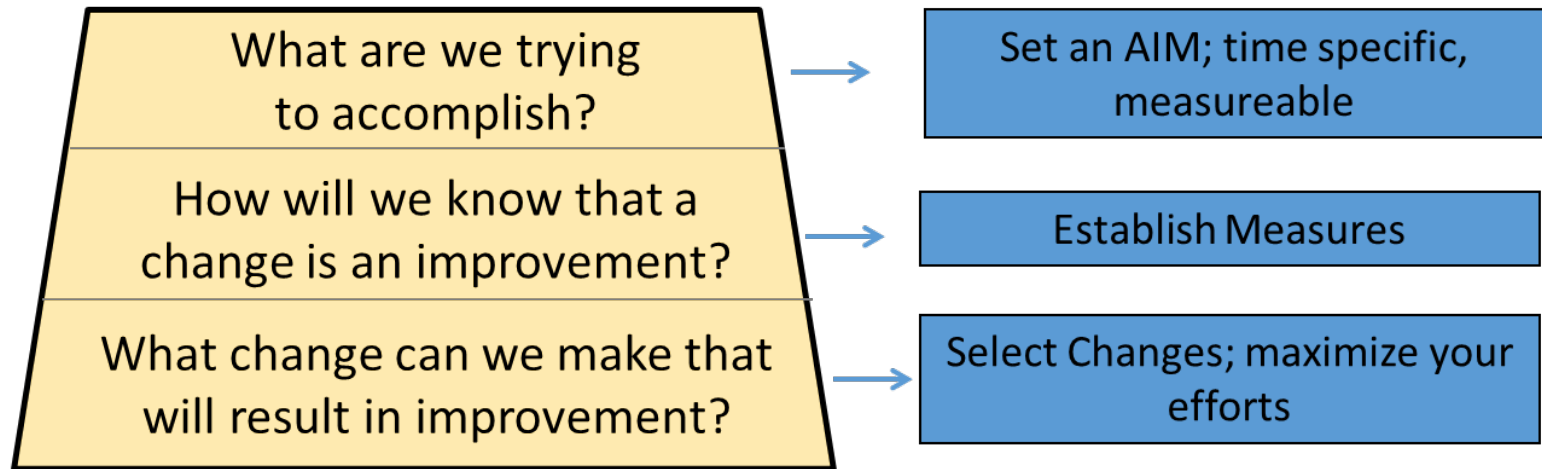 What are we trying
to accomplish?
Set an AIM; time specific,
measureable
How will we know that a
change is an improvement?
Establish Measures
What change can we make that
will result in improvement?
Select Changes; maximize your
efforts